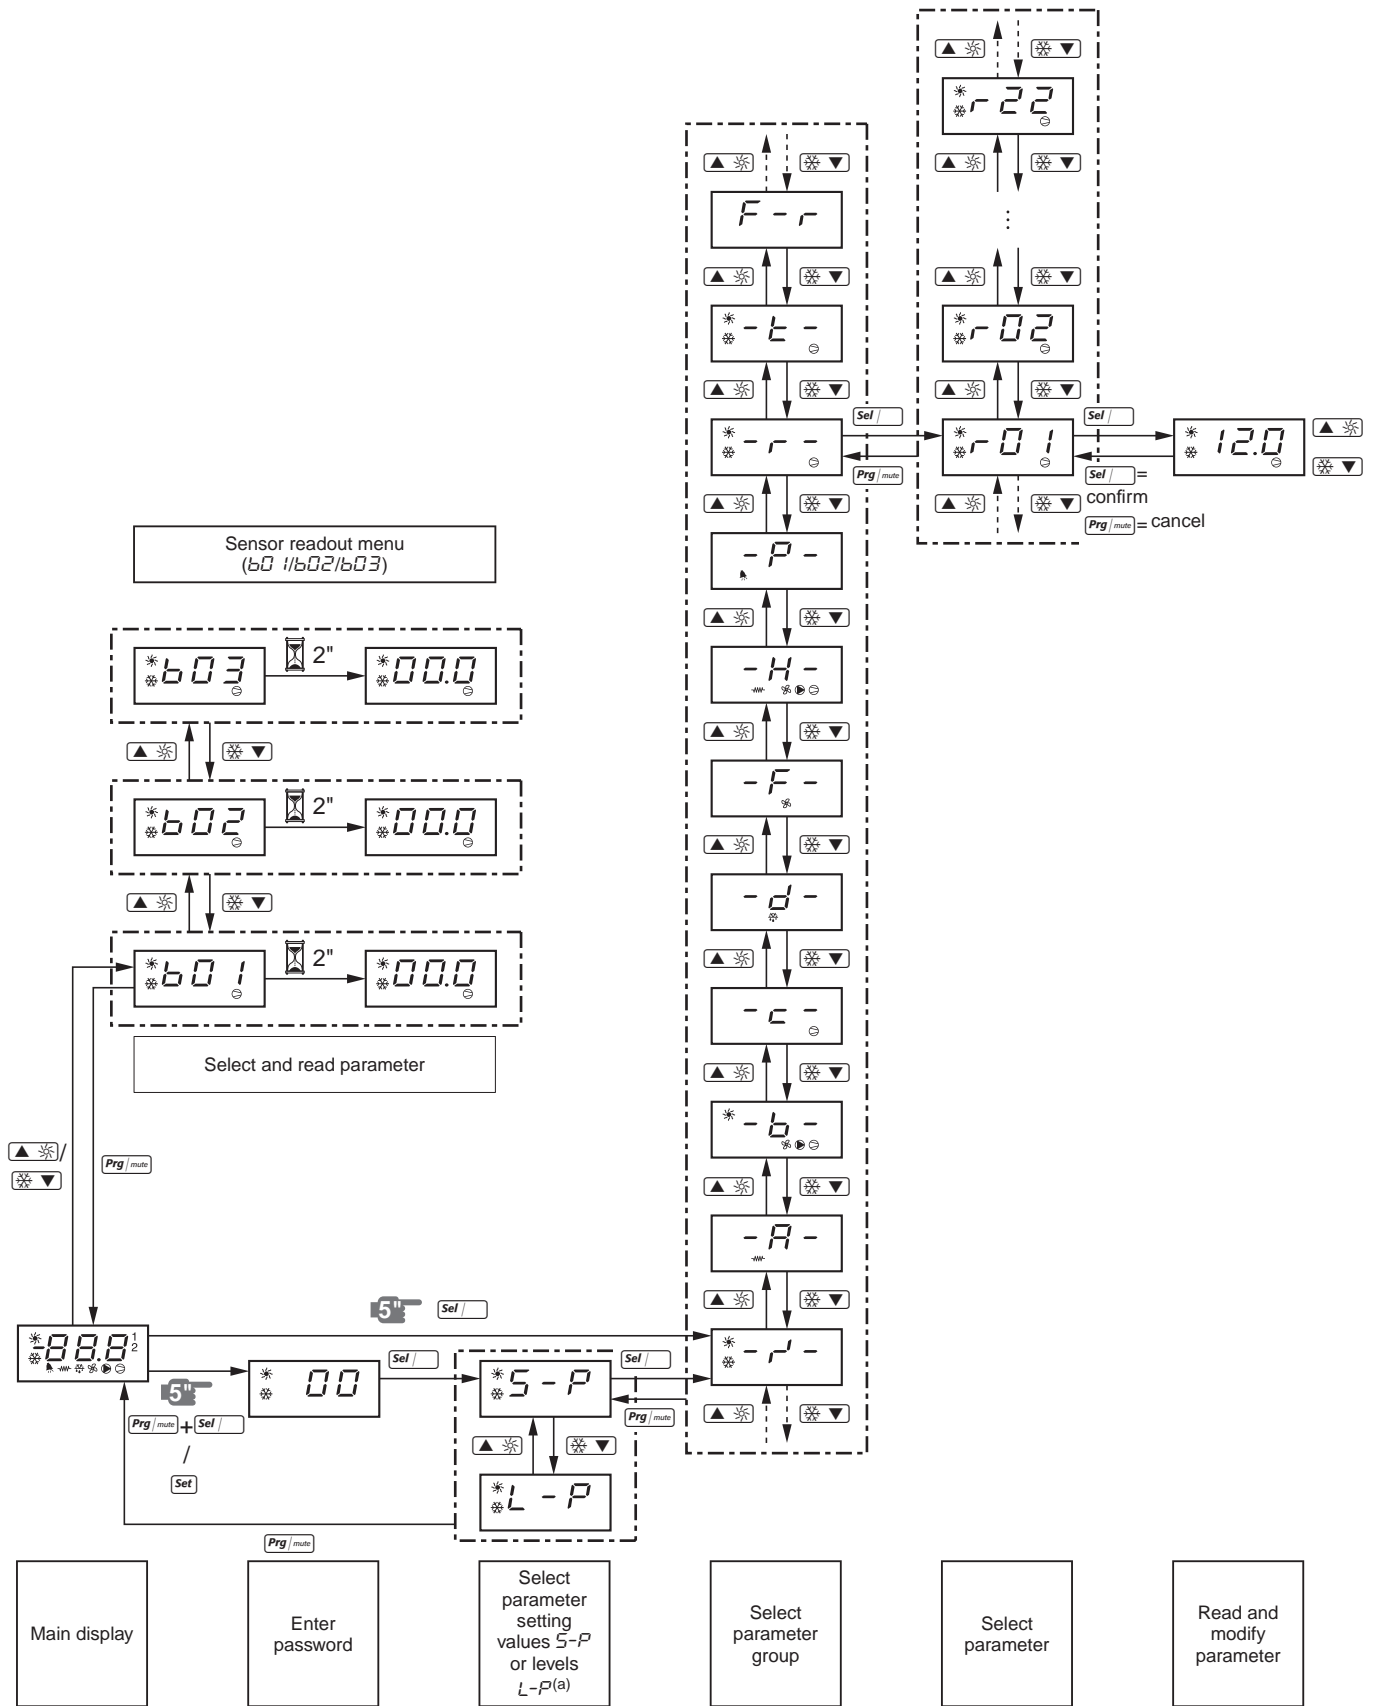 r22
F-r
r02
-t-
Sel
Sel
-r-
r01
12.0
Prg/mute
Sel = confirm
Prg/mute = cancel
-P-
Sensor readout menu
(b01/b02/b03)
-H-
b03
2"
00.0
-F-
b02
2"
00.0
-d-
b01
2"
00.0
-c-
Select and read parameter
-b-
/
Prg/mute
-A-
5"
Sel
-88.8
1
2
-/-
00
Sel
S-P
Sel
Prg/mute
5"
Prg/mute + Sel
/
Set
L-P
Prg/mute
Main display
Enter
password
Select
parameter
setting
values S-P
or levels
L-P(a)
Select
parameter
group
Select
parameter
Read and
modify
parameter